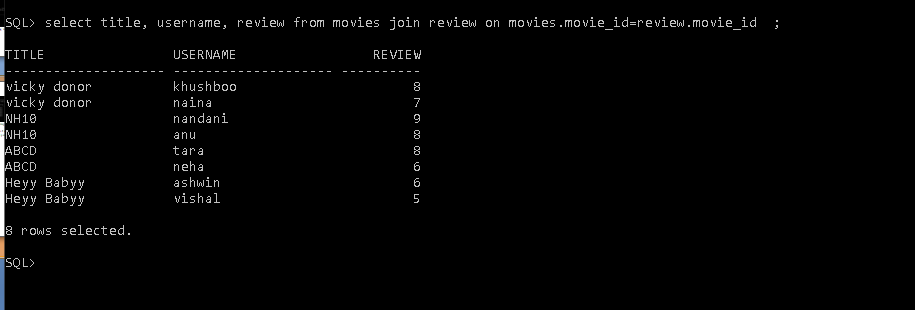 SQL> select title, username, review from movies join review on movies.movie_id=review.movie_id  ;
TITLE                USERNAME                 REVIEW
-------------------- -------------------- ----------
vicky donor          khushboo                      8
vicky donor          naina                         7
NH10                 nandani                       9
NH10                 anu                           8
ABCD                 tara                          8
ABCD                 neha                          6
Heyy Babyy           ashwin                        6
Heyy Babyy           vishal                        5
8 rows selected.
SQL>